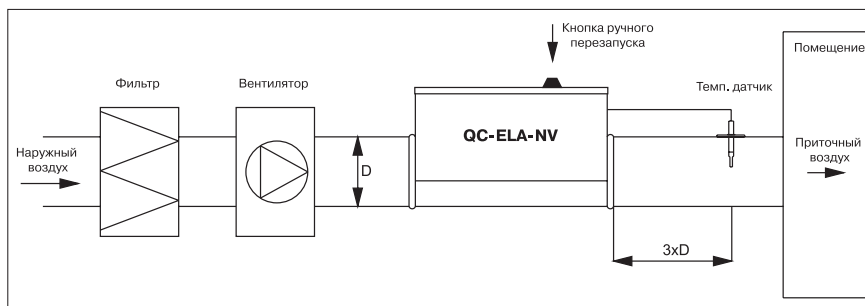 Кнопка ручного
перезапуска
Помещение
Фильтр
Вентилятор
Темп. датчик
QC-ELA-NV
Наружный
воздух
D
Приточный
воздух
3xD